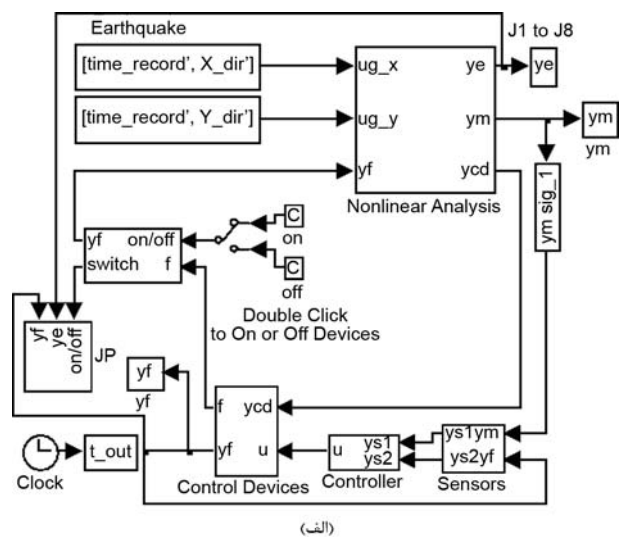 Earthquake
J1 to J8
[time_record', X_dir']
[time_record', Y_dir']
ug_x
ug_y
yf
ye
ym
ycd
Nonlinear Analysis
ye
ym
ym
ym sig_1
yf on/off
switch f
C
on
C
off
Double Click
to On or Off Devices
yf
ye
on/off
JP
yf
yf
f ycd
yf u
Control Devices
u ys1
ys2
Controller
ys1ym
ys2yf
Sensors
Clock
t_out
(الف)